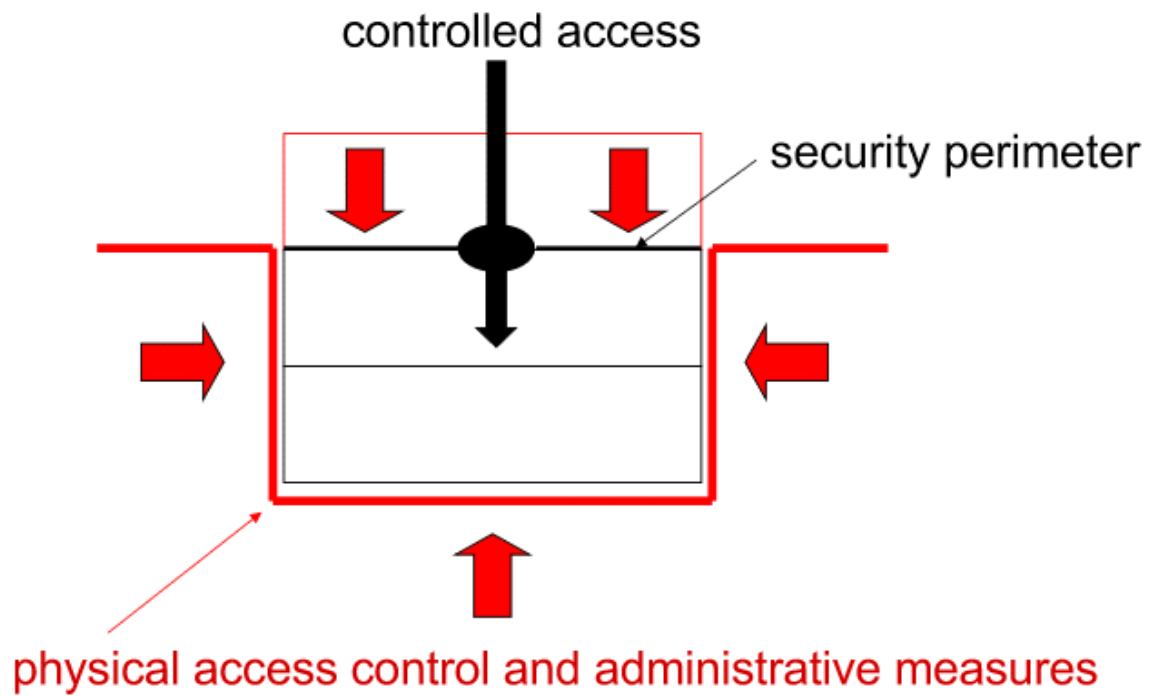 controlled access
security perimeter
physical access control and administrative measures